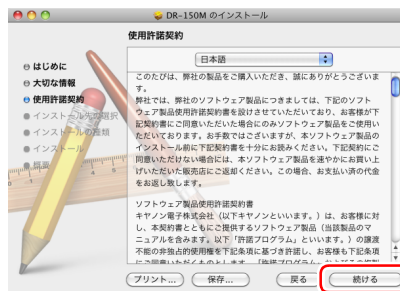 DR-150M のインストール
使用許諾契約
日本語
はじめに
大切な情報
使用許諾契約
インストール先の選択
インストールの種類
インストール
概要
このたびは、弊社の製品をご購入いただき、誠にありがとうございま
す。
弊社では、弊社のソフトウェア製品につきましては、下記のソフト
ウェア製品使用許諾契約書を設けさせていただいており、お客様が下
記契約書にご同意いただいた場合にのみソフトウェア製品をご使用い
ただいております。お手数ではございますが、本ソフトウェア製品の
インストール前に下記契約書を十分にお読みください。下記契約にご
同意いただけない場合には、本ソフトウェア製品を速やかにお買い上
げいただいた販売店にご返却ください。この場合、お支払い済の代金
をお返し致します。
ソフトウェア製品使用許諾契約書
キヤノン電子株式会社（以下キヤノンといいます。）は、お客様に対
し、本契約書とともにご提供するソフトウェア製品（当該製品のマ
ニュアルを含みます。以下「許諾プログラム」といいます。）の譲渡
不能の非独占的使用権を下記条項に基づき許諾し、お客様も下記条項
プリント...
保存...
戻る
続ける